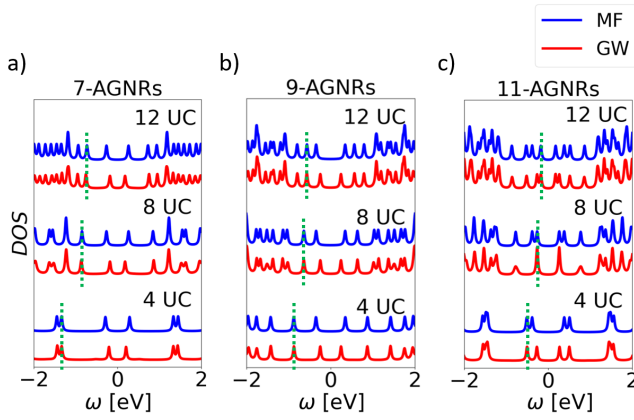 MF
GW
a)
b)
c)
7-AGNRs
9-AGNRs
11-AGNRs
12 UC
12 UC
12 UC
8 UC
8 UC
8 UC
4 UC
4 UC
4 UC
DOS
−2 0 2
−2 0 2
−2 0 2
ω [eV]
ω [eV]
ω [eV]